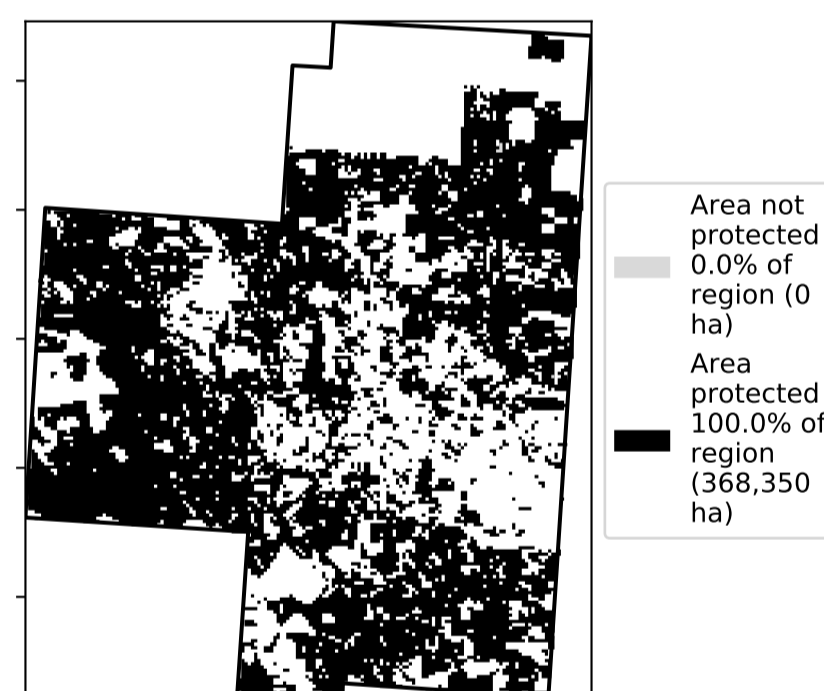 Area not
protected
0.0% of
region (0
ha)
Area
protected
100.0% of
region
(368,350
ha)